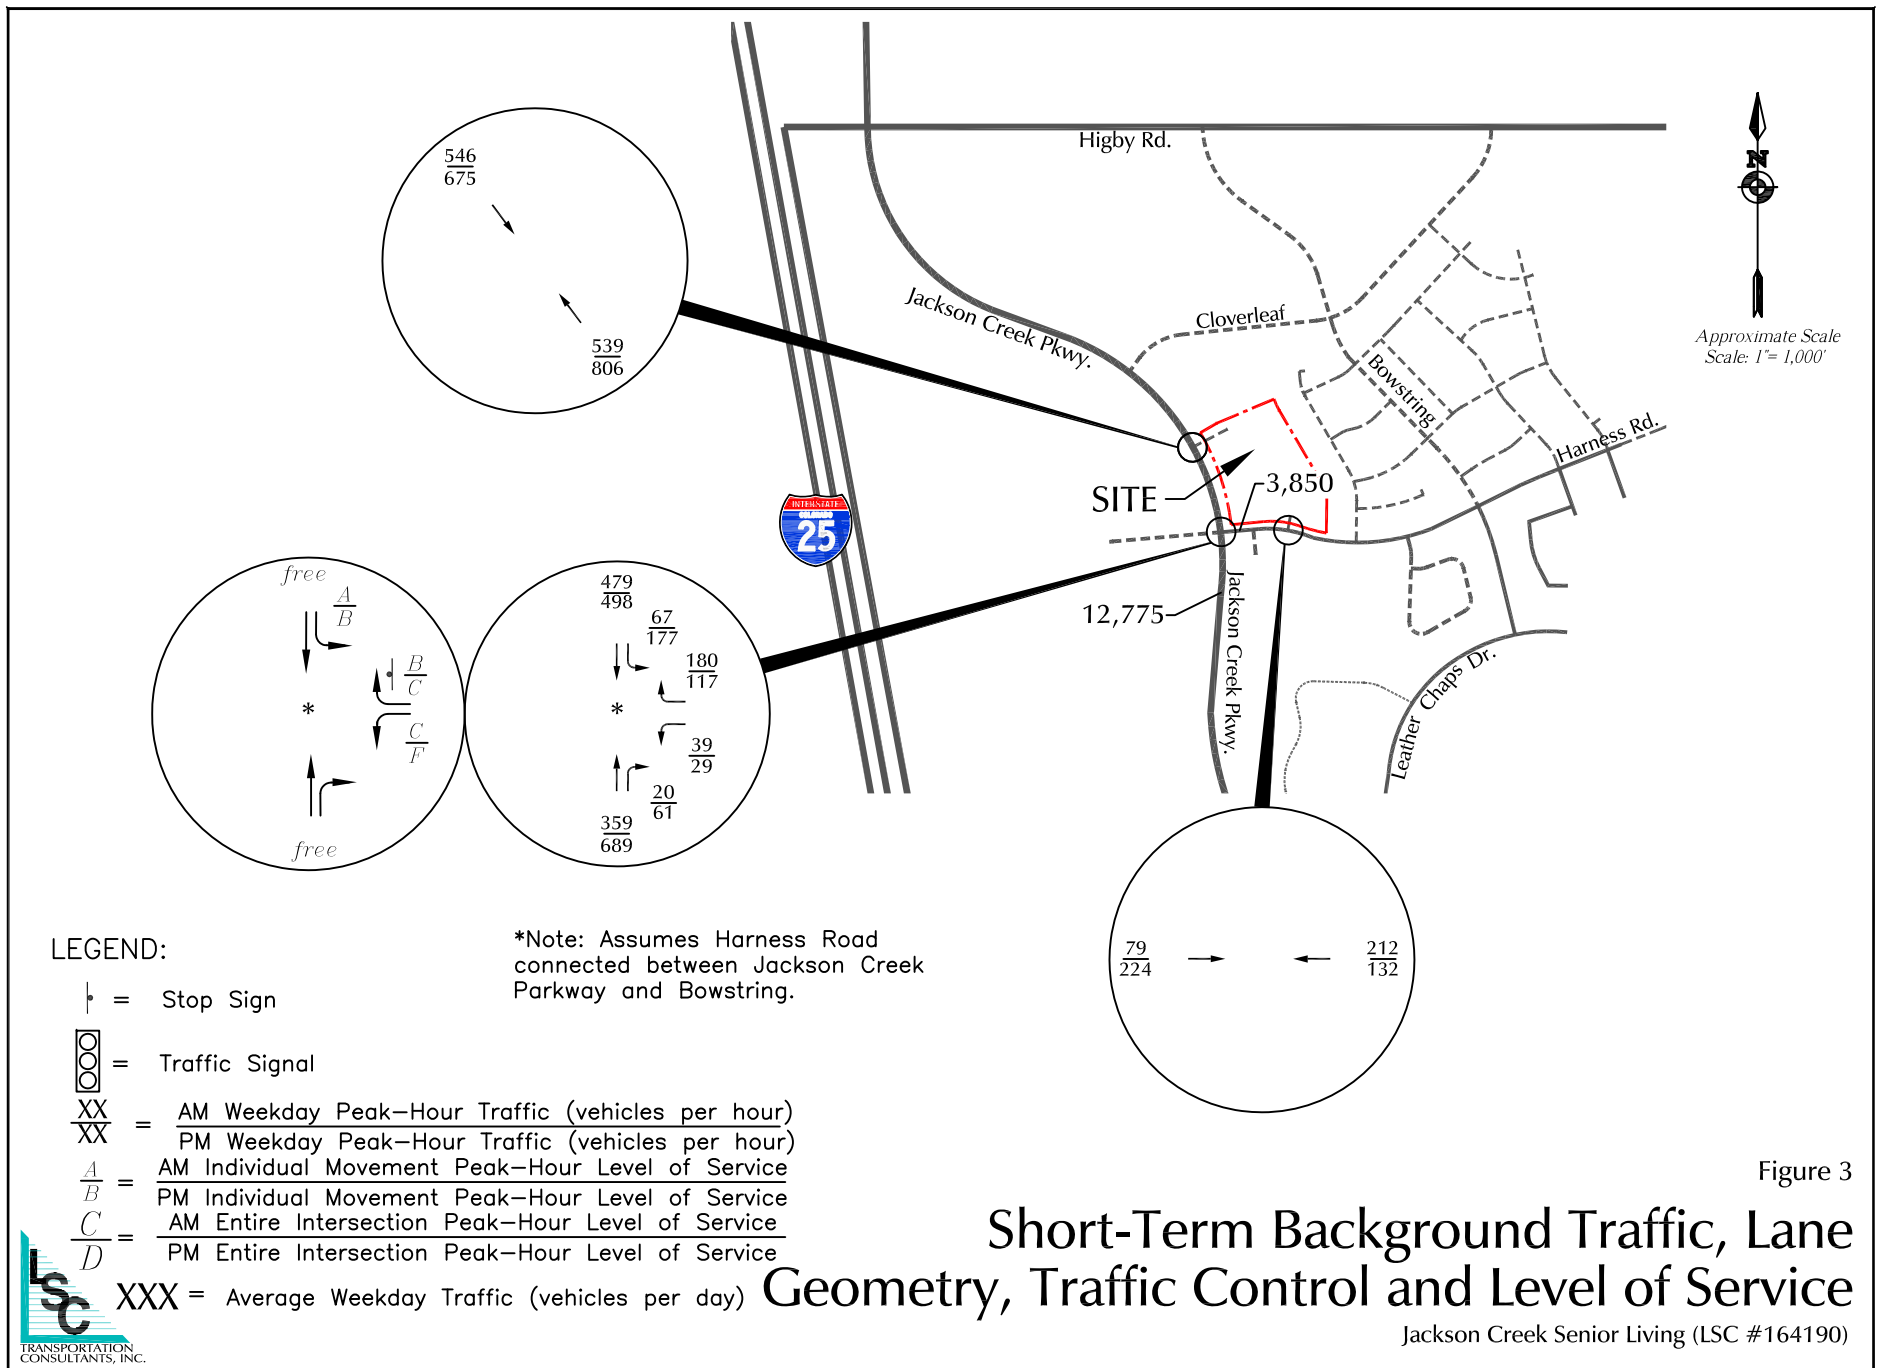 Higby Rd.
Jackson Creek Pkwy.
Cloverleaf
Bowstring
Harness Rd.
SITE
3,850
12,775
Jackson Creek Pkwy.
Leather Chaps Dr.
INTERSTATE
COLORADO
25
N
Approximate Scale
Scale: 1"= 1,000'
546
675
539
806
free
A
B
B
C
C
F
*
free
479
498
67
177
180
117
*
39
29
20
61
359
689
79
224
212
132
LEGEND:
= Stop Sign
= Traffic Signal
XX
XX
=
AM Weekday Peak-Hour Traffic (vehicles per hour)
PM Weekday Peak-Hour Traffic (vehicles per hour)
A
B
=
AM Individual Movement Peak-Hour Level of Service
PM Individual Movement Peak-Hour Level of Service
C
D
=
AM Entire Intersection Peak-Hour Level of Service
PM Entire Intersection Peak-Hour Level of Service
XXX = Average Weekday Traffic (vehicles per day)
*Note: Assumes Harness Road
connected between Jackson Creek
Parkway and Bowstring.
Figure 3
Short-Term Background Traffic, Lane
Geometry, Traffic Control and Level of Service
Jackson Creek Senior Living (LSC #164190)
LSC
TRANSPORTATION
CONSULTANTS, INC.